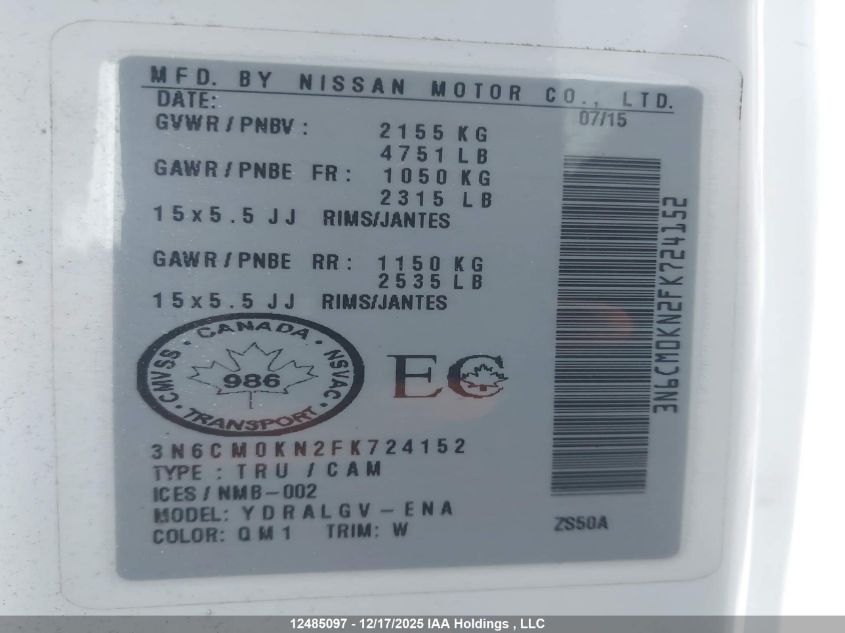 MFD. BY NISSAN MOTOR CO., LTD.
DATE: 07/15
GVWR/PNBV: 2155 KG
4751 LB
GAWR/PNBE FR: 1050 KG
2315 LB
15x5.5 JJ RIMS/JANTES
GAWR/PNBE RR: 1150 KG
2535 LB
15x5.5 JJ RIMS/JANTES
CANADA
CMVSS
NSVAC
986
TRANSPORT
EC
3N6CM0KN2FK724152
TYPE: TRU/CAM
ICES/NMB-002
MODEL: YDRALGV-ENA
COLOR: QM1 TRIM: W
ZS50A
3N6CM0KN2FK724152
12485097 - 12/17/2025 IAA Holdings , LLC